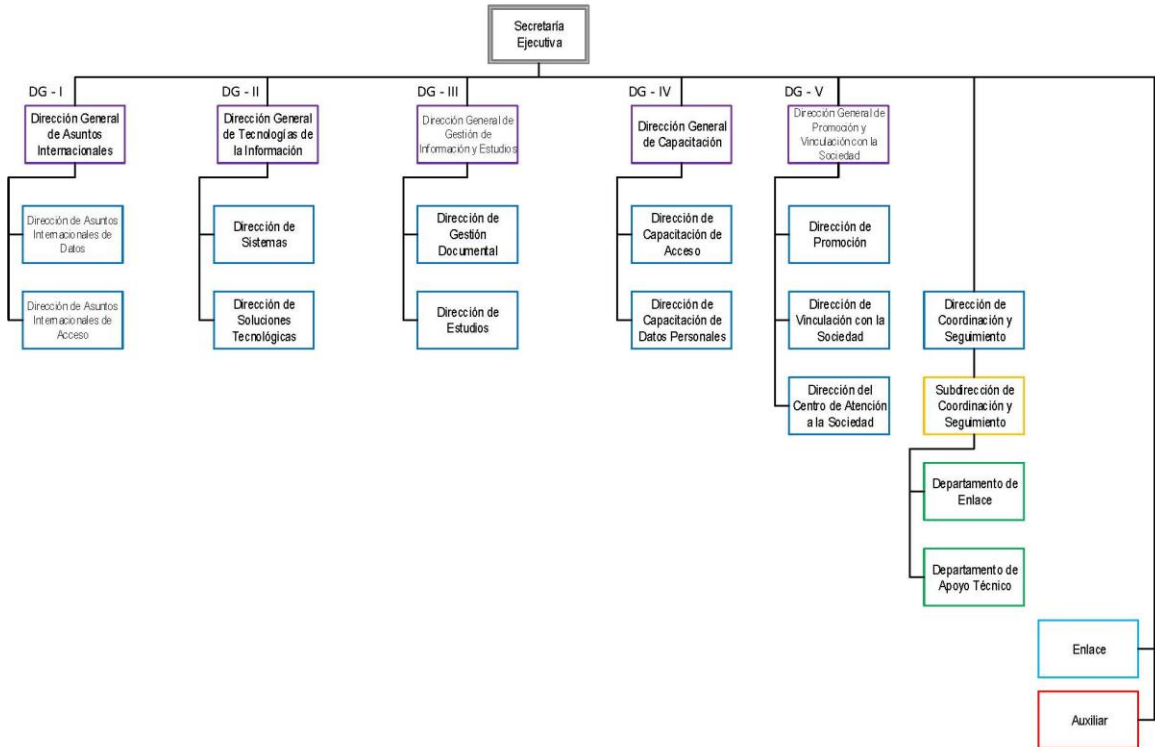 Secretaría
Ejecutiva
DG - I
DG - II
DG - III
DG - IV
DG - V
Dirección General
de Asuntos
Internacionales
Dirección General
de Tecnologías de
la Información
Dirección General de
Gestión de
Información y Estudios
Dirección General
de Capacitación
Dirección General de
Promoción y
Vinculación con la
Sociedad
Dirección de Asuntos
Internacionales de
Datos
Dirección de
Sistemas
Dirección de
Gestión
Documental
Dirección de
Capacitación de
Acceso
Dirección de
Promoción
Dirección de Asuntos
Internacionales de
Acceso
Dirección de
Soluciones
Tecnológicas
Dirección de
Estudios
Dirección de
Capacitación de
Datos Personales
Dirección de
Vinculación con la
Sociedad
Dirección de
Coordinación y
Seguimiento
Dirección del
Centro de Atención
a la Sociedad
Subdirección de
Coordinación y
Seguimiento
Departamento de
Enlace
Departamento de
Apoyo Técnico
Enlace
Auxiliar